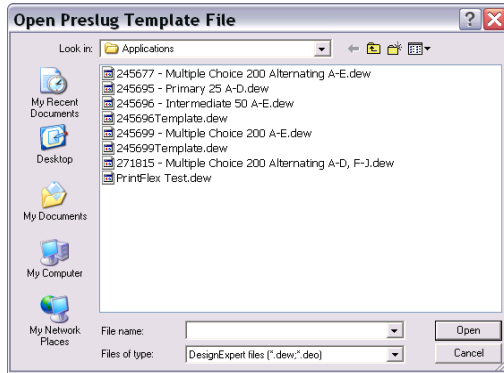 Open Preslug Template File
Look in: Applications
My Recent
Documents
Desktop
My Documents
My Computer
My Network
Places
245677 - Multiple Choice 200 Alternating A-E.dew
245695 - Primary 25 A-D.dew
245696 - Intermediate 50 A-E.dew
245696Template.dew
245699 - Multiple Choice 200 A-E.dew
245699Template.dew
271815 - Multiple Choice 200 Alternating A-D, F-J.dew
PrintFlex Test.dew
File name: Open
Files of type: DesignExpert files (*.dew;*.deo) Cancel